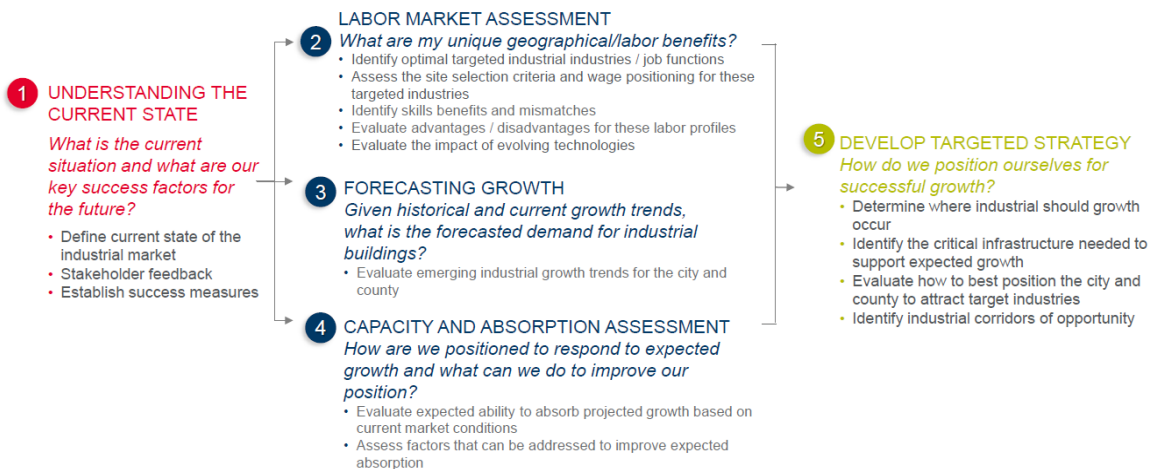 1 UNDERSTANDING THE
CURRENT STATE
What is the current
situation and what are our
key success factors for
the future?
• Define current state of the
industrial market
• Stakeholder feedback
• Establish success measures
2 LABOR MARKET ASSESSMENT
What are my unique geographical/labor benefits?
• Identify optimal targeted industrial industries / job functions
• Assess the site selection criteria and wage positioning for these
targeted industries
• Identify skills benefits and mismatches
• Evaluate advantages / disadvantages for these labor profiles
• Evaluate the impact of evolving technologies
3 FORECASTING GROWTH
Given historical and current growth trends,
what is the forecasted demand for industrial
buildings?
• Evaluate emerging industrial growth trends for the city and
county
4 CAPACITY AND ABSORPTION ASSESSMENT
How are we positioned to respond to expected
growth and what can we do to improve our
position?
• Evaluate expected ability to absorb projected growth based on
current market conditions
• Assess factors that can be addressed to improve expected
absorption
5 DEVELOP TARGETED STRATEGY
How do we position ourselves for
successful growth?
• Determine where industrial should growth
occur
• Identify the critical infrastructure needed to
support expected growth
• Evaluate how to best position the city and
county to attract target industries
• Identify industrial corridors of opportunity